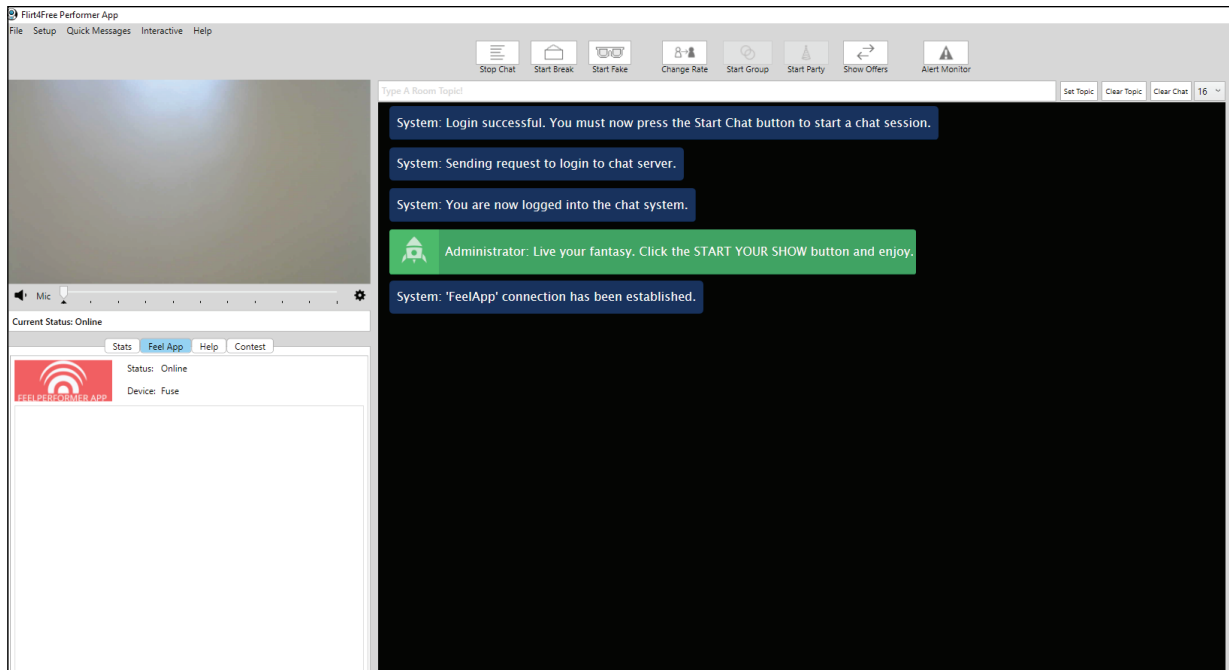 Flirt4Free Performer App
File Setup Quick Messages Interactive Help
Stop Chat Start Break Start Fake Change Rate Start Group Start Party Show Offers Alert Monitor
Type A Room Topic! Set Topic Clear Topic Clear Chat 16
System: Login successful. You must now press the Start Chat button to start a chat session.
System: Sending request to login to chat server.
System: You are now logged into the chat system.
Administrator: Live your fantasy. Click the START YOUR SHOW button and enjoy.
System: 'FeelApp' connection has been established.
Mic
Current Status: Online
Stats Feel App Help Contest
FEELPERFORMER APP
Status: Online
Device: Fuse